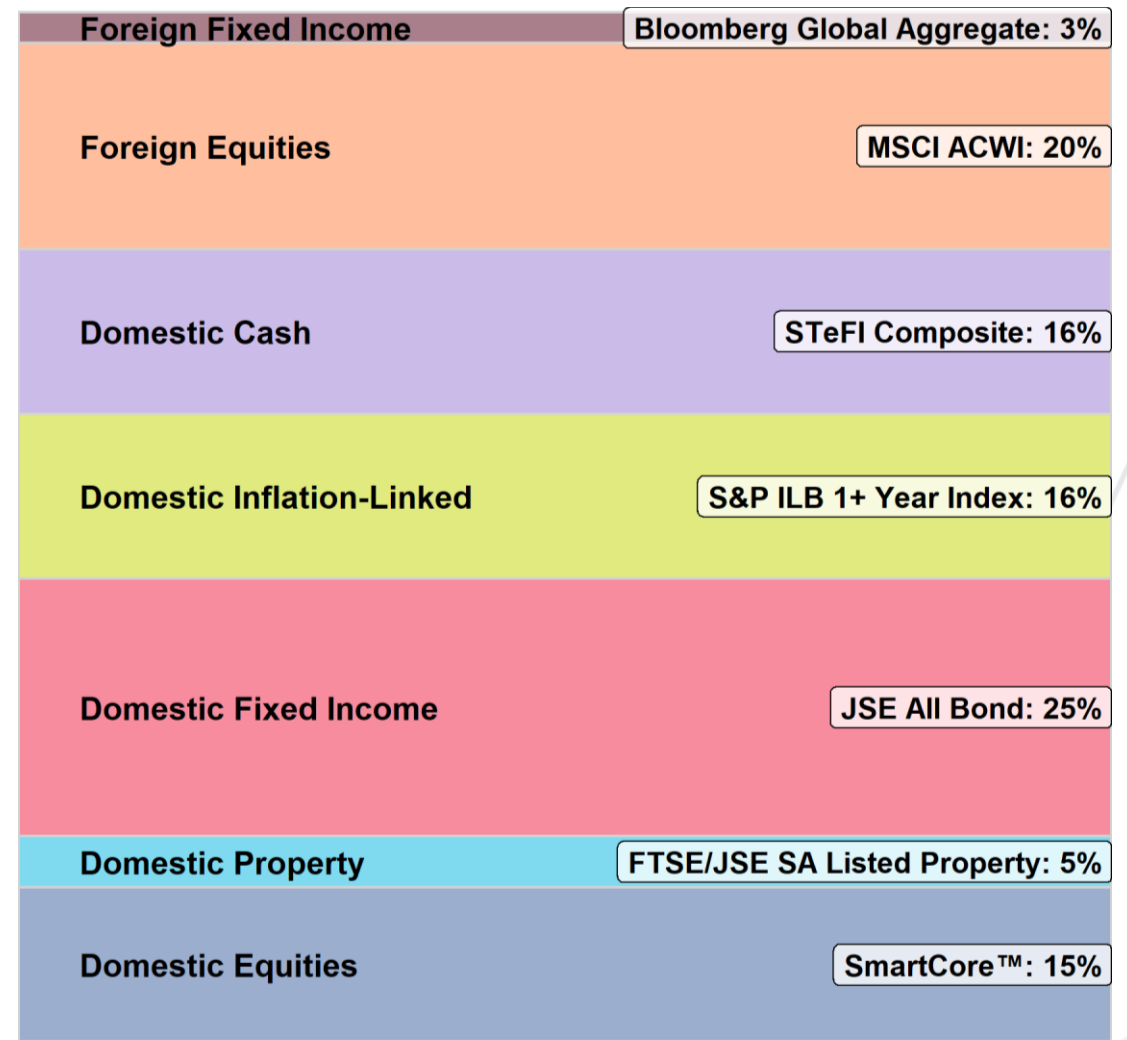 Foreign Fixed Income Bloomberg Global Aggregate: 3%
Foreign Equities MSCI ACWI: 20%
Domestic Cash STeFI Composite: 16%
Domestic Inflation-Linked S&P ILB 1+ Year Index: 16%
Domestic Fixed Income JSE All Bond: 25%
Domestic Property FTSE/JSE SA Listed Property: 5%
Domestic Equities SmartCore™: 15%